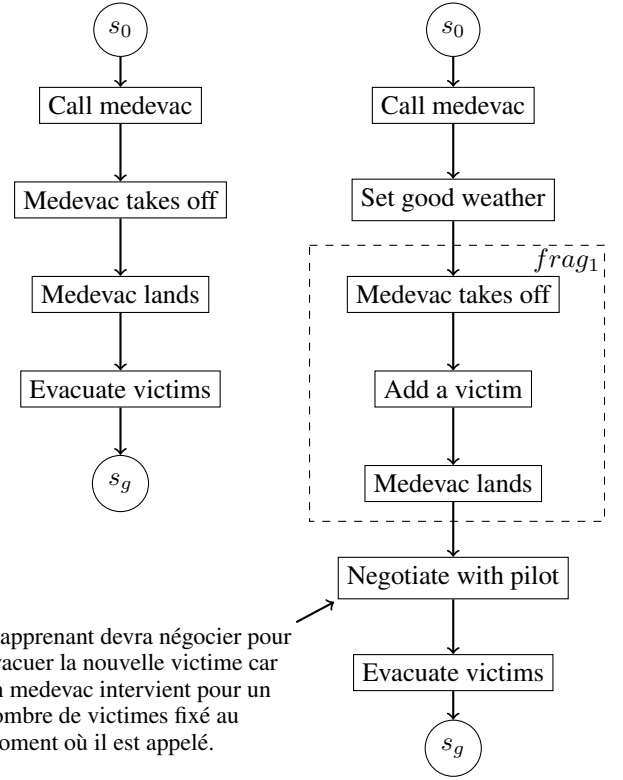 s0
Call medevac
Medevac takes off
Medevac lands
Evacuate victims
sg
s0
Call medevac
Set good weather
frag1
Medevac takes off
Add a victim
Medevac lands
Negotiate with pilot
Evacuate victims
sg
apprenant devra négocier pour
la nouvelle victime car
medevac intervient pour un
de victimes fixé au
où il est appelé.